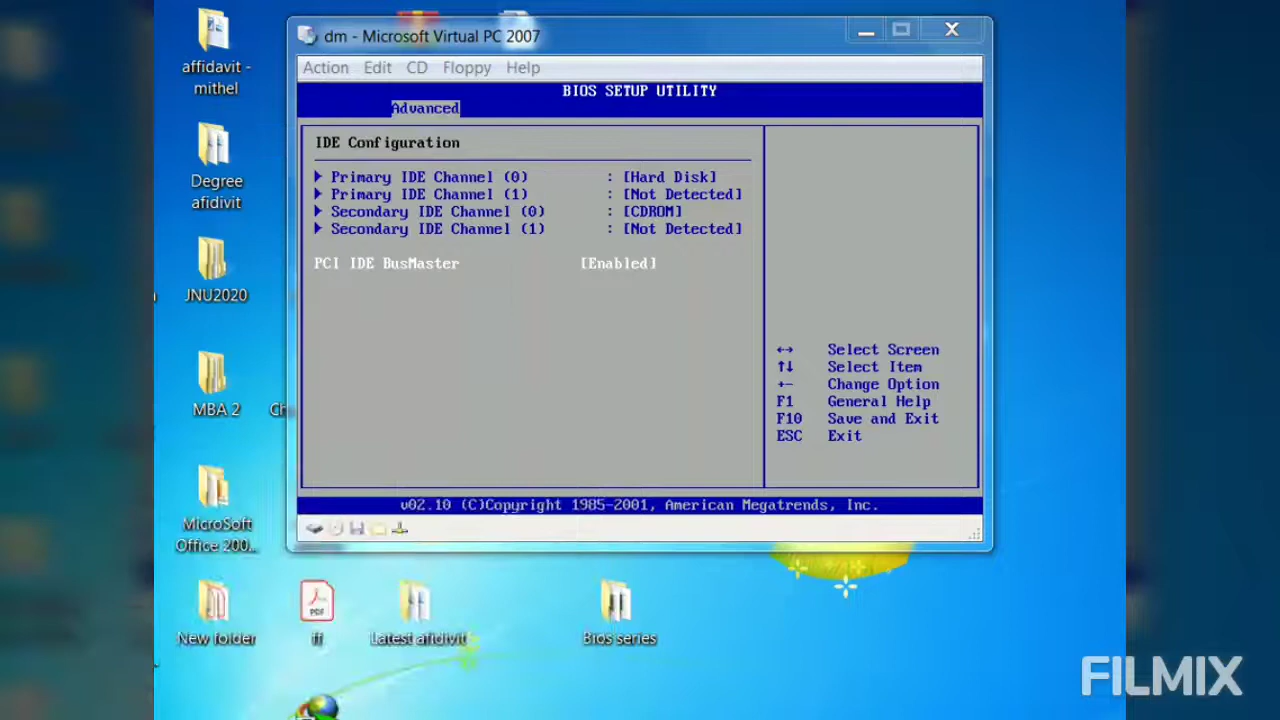 affidavit -
mithel
Degree
afidivit
JNU2020
MBA 2
Ch
MicroSoft
Office 200...
New folder
PDF
ff
Latest afidivit
Bios series
dm - Microsoft Virtual PC 2007
Action Edit CD Floppy Help
BIOS SETUP UTILITY
Advanced
IDE Configuration
Primary IDE Channel (0) : [Hard Disk]
Primary IDE Channel (1) : [Not Detected]
Secondary IDE Channel (0) : [CDROM]
Secondary IDE Channel (1) : [Not Detected]
PCI IDE BusMaster [Enabled]
↔ Select Screen
↑↓ Select Item
+- Change Option
F1 General Help
F10 Save and Exit
ESC Exit
v02.10 (C)Copyright 1985-2001, American Megatrends, Inc.
FILMIX